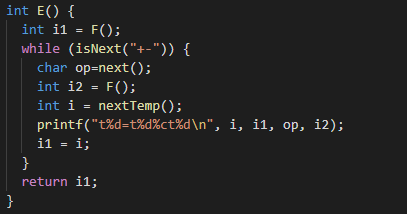 int E() {
  int i1 = F();
  while (isNext("+-")) {
    char op=next();
    int i2 = F();
    int i = nextTemp();
    printf("t%d=t%d%ct%d\n", i, i1, op, i2);
    i1 = i;
  }
  return i1;
}